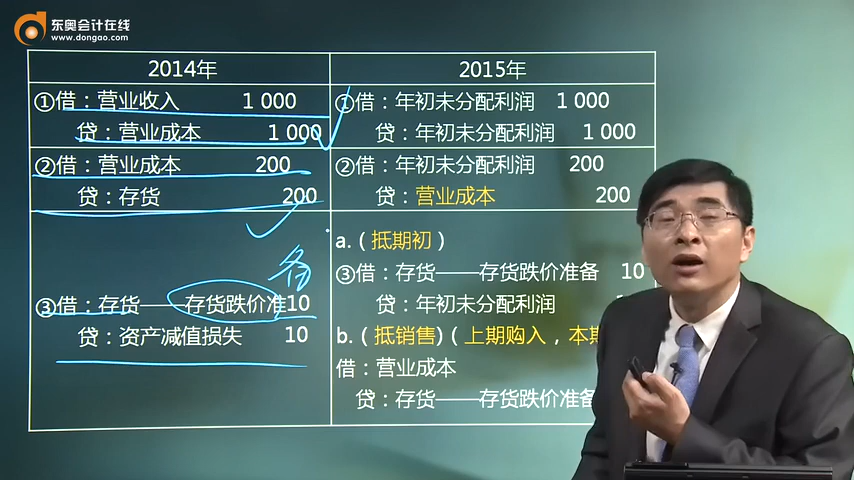 东奥会计在线
www.dongao.com
2014年
2015年
①借：营业收入 1 000
贷：营业成本 1 000
①借：年初未分配利润 1 000
贷：年初未分配利润 1 000
②借：营业成本 200
贷：存货 200
②借：年初未分配利润 200
贷：营业成本 200
备
③借：存货——存货跌价准10
贷：资产减值损失 10
a.（抵期初）
③借：存货——存货跌价准备 10
贷：年初未分配利润
b.（抵销售）（上期购入，本期
借：营业成本
贷：存货——存货跌价准备